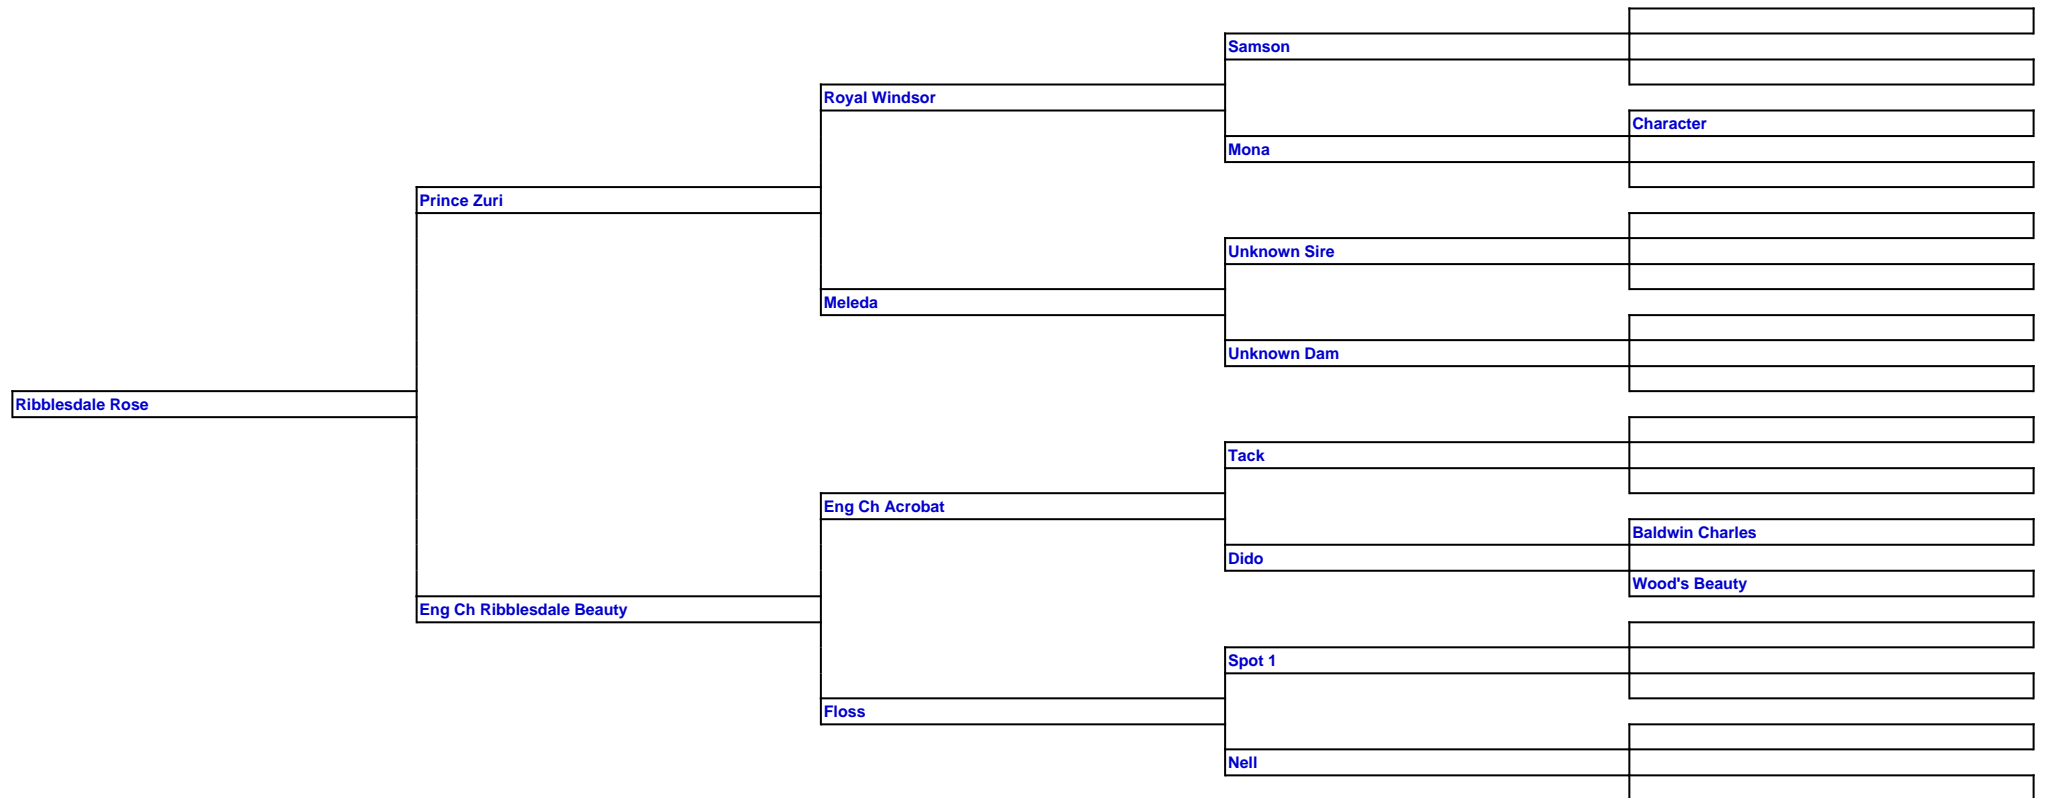 Samson
Royal Windsor
Character
Mona
Prince Zuri
Unknown Sire
Meleda
Unknown Dam
Ribblesdale Rose
Tack
Eng Ch Acrobat
Baldwin Charles
Dido
Wood's Beauty
Eng Ch Ribblesdale Beauty
Spot 1
Floss
Nell